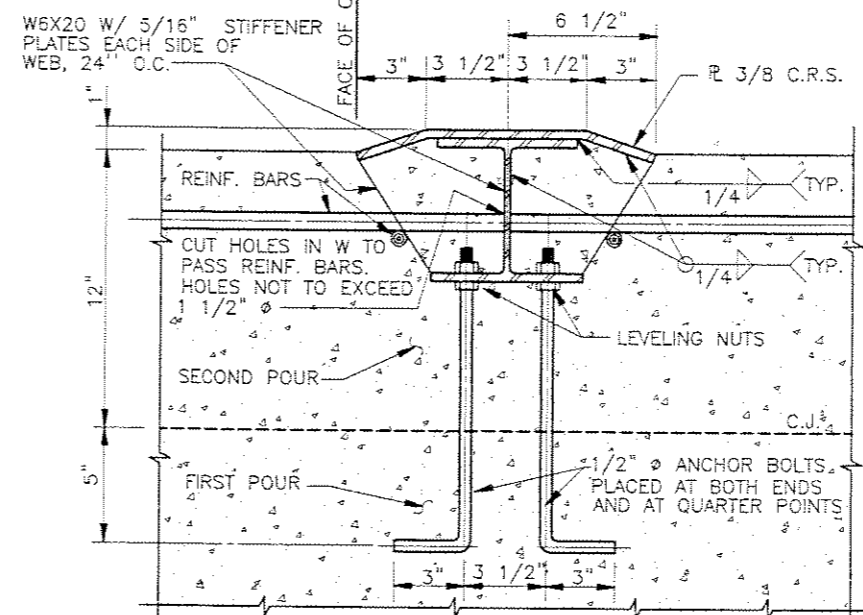 W6X20 W/ 5/16" STIFFENER
PLATES EACH SIDE OF
WEB, 24" O.C.
FACE OF
6 1/2"
3"
3 1/2"
3 1/2"
3"
℄ 3/8 C.R.S.
1"
REINF. BARS
1/4
TYP.
CUT HOLES IN W TO
PASS REINF. BARS.
HOLES NOT TO EXCEED
1 1/2" ø
1/4
TYP.
12"
LEVELING NUTS
SECOND POUR
C.J.
5"
FIRST POUR
1/2" ø ANCHOR BOLTS
PLACED AT BOTH ENDS
AND AT QUARTER POINTS
3"
3 1/2"
3"